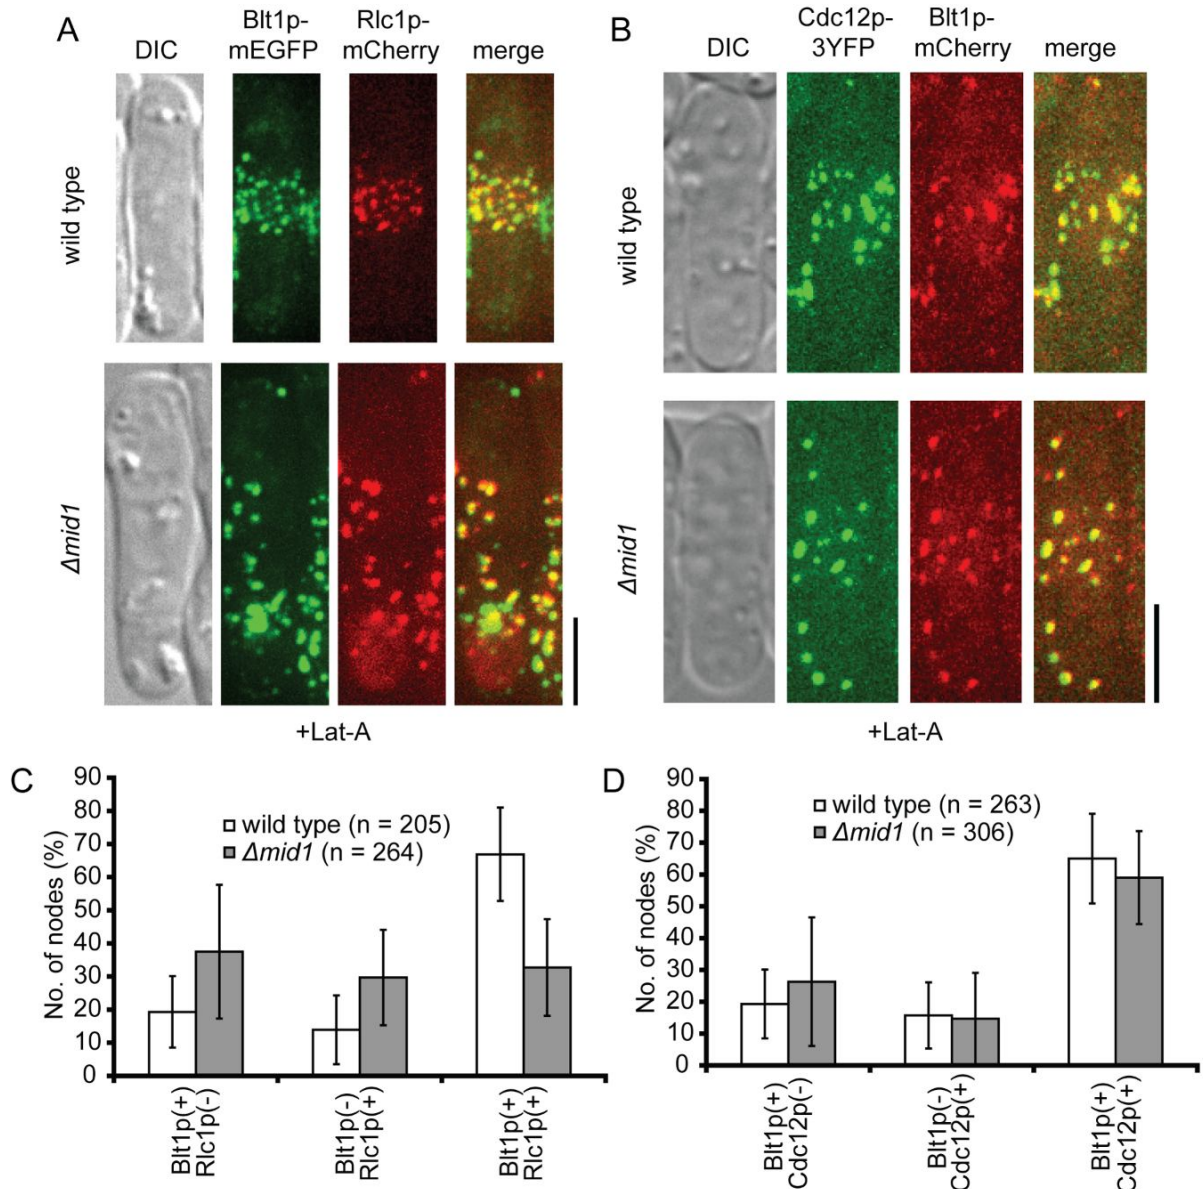 A
DIC
Blt1p-
mEGFP
Rlc1p-
mCherry
merge
wild type
Δmid1
+Lat-A
B
DIC
Cdc12p-
3YFP
Blt1p-
mCherry
merge
wild type
Δmid1
+Lat-A
C
No. of nodes (%)
90
80
70
60
50
40
30
20
10
0
wild type (n = 205)
Δmid1 (n = 264)
Blt1p(+)
Rlc1p(-)
Blt1p(-)
Rlc1p(+)
Blt1p(+)
Rlc1p(+)
D
No. of nodes (%)
90
80
70
60
50
40
30
20
10
0
wild type (n = 263)
Δmid1 (n = 306)
Blt1p(+)
Cdc12p(-)
Blt1p(-)
Cdc12p(+)
Blt1p(+)
Cdc12p(+)